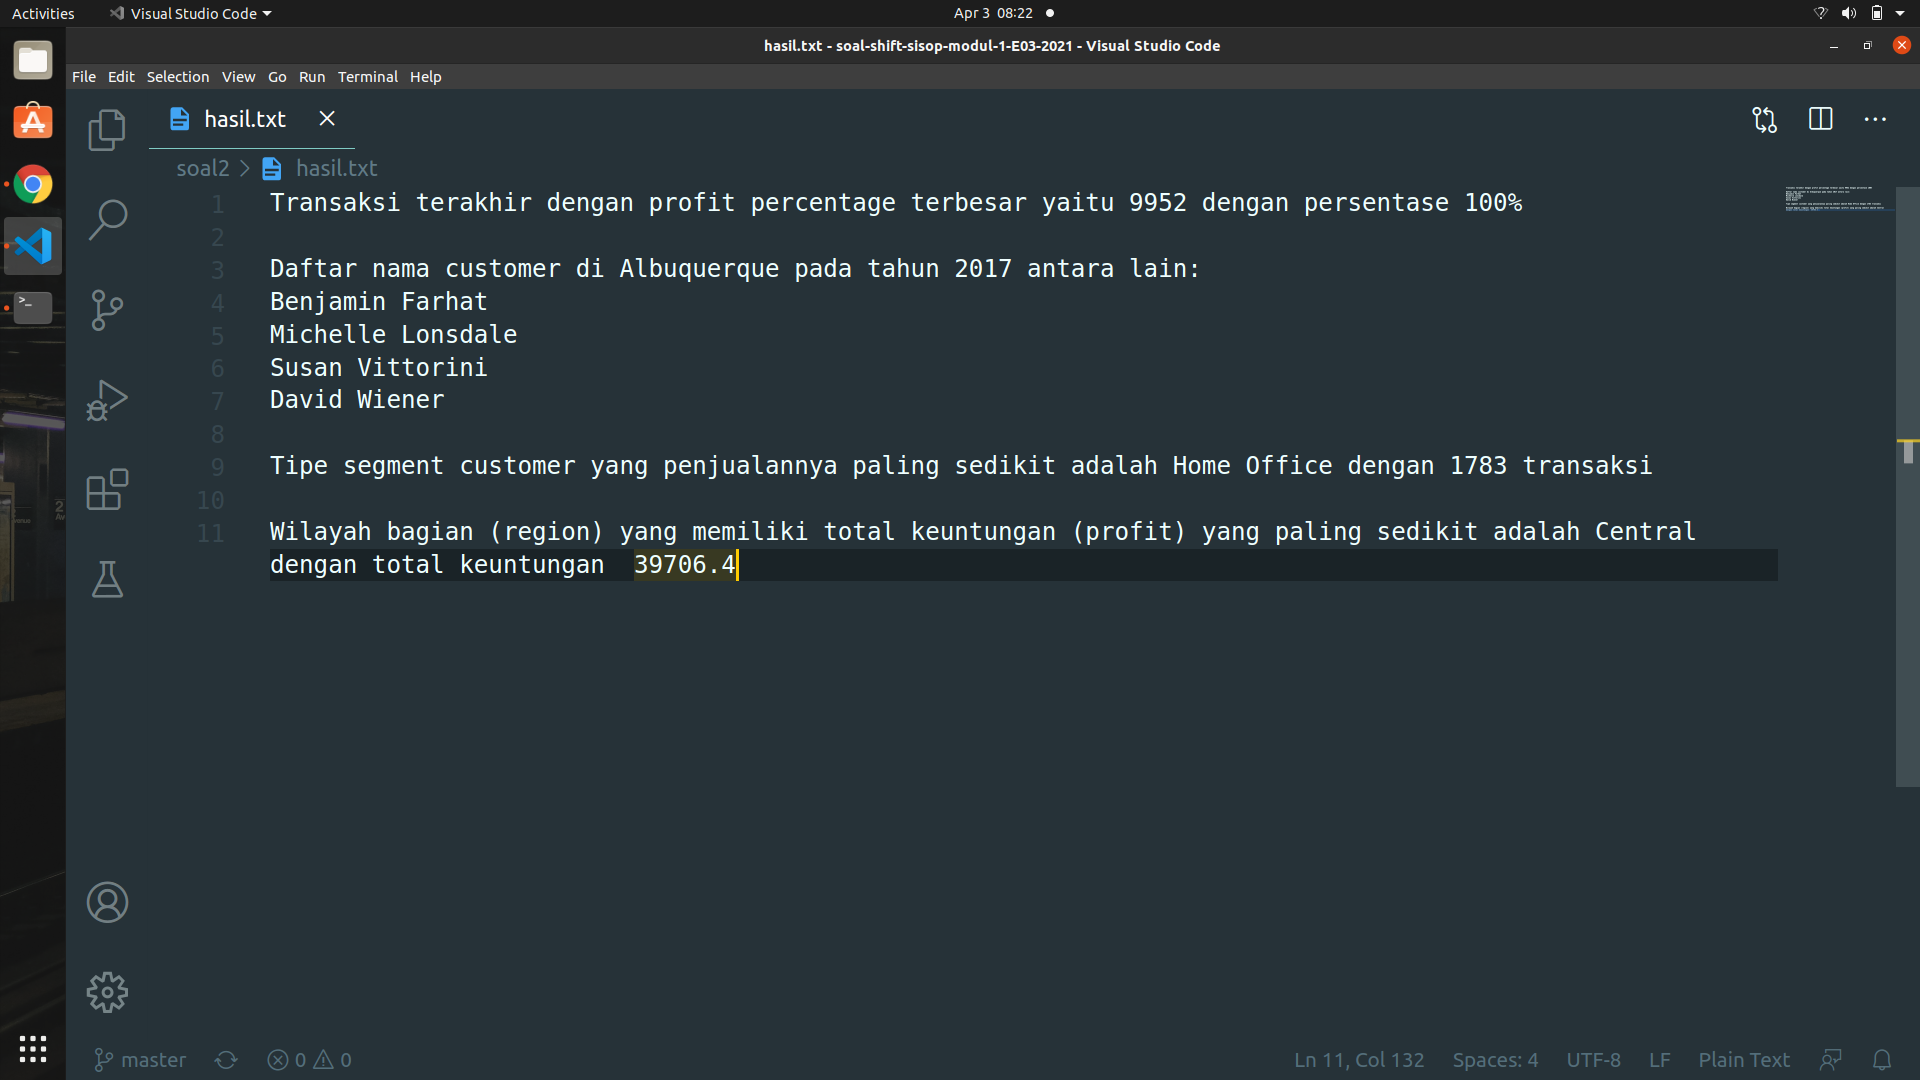 Activities
Visual Studio Code
Apr 3 08:22
hasil.txt - soal-shift-sisop-modul-1-E03-2021 - Visual Studio Code
File Edit Selection View Go Run Terminal Help
hasil.txt
soal2 > hasil.txt
1 Transaksi terakhir dengan profit percentage terbesar yaitu 9952 dengan persentase 100%
2
3 Daftar nama customer di Albuquerque pada tahun 2017 antara lain:
4 Benjamin Farhat
5 Michelle Lonsdale
6 Susan Vittorini
7 David Wiener
8
9 Tipe segment customer yang penjualannya paling sedikit adalah Home Office dengan 1783 transaksi
10
11 Wilayah bagian (region) yang memiliki total keuntungan (profit) yang paling sedikit adalah Central
dengan total keuntungan  39706.4
master 0 0 Ln 11, Col 132 Spaces: 4 UTF-8 LF Plain Text